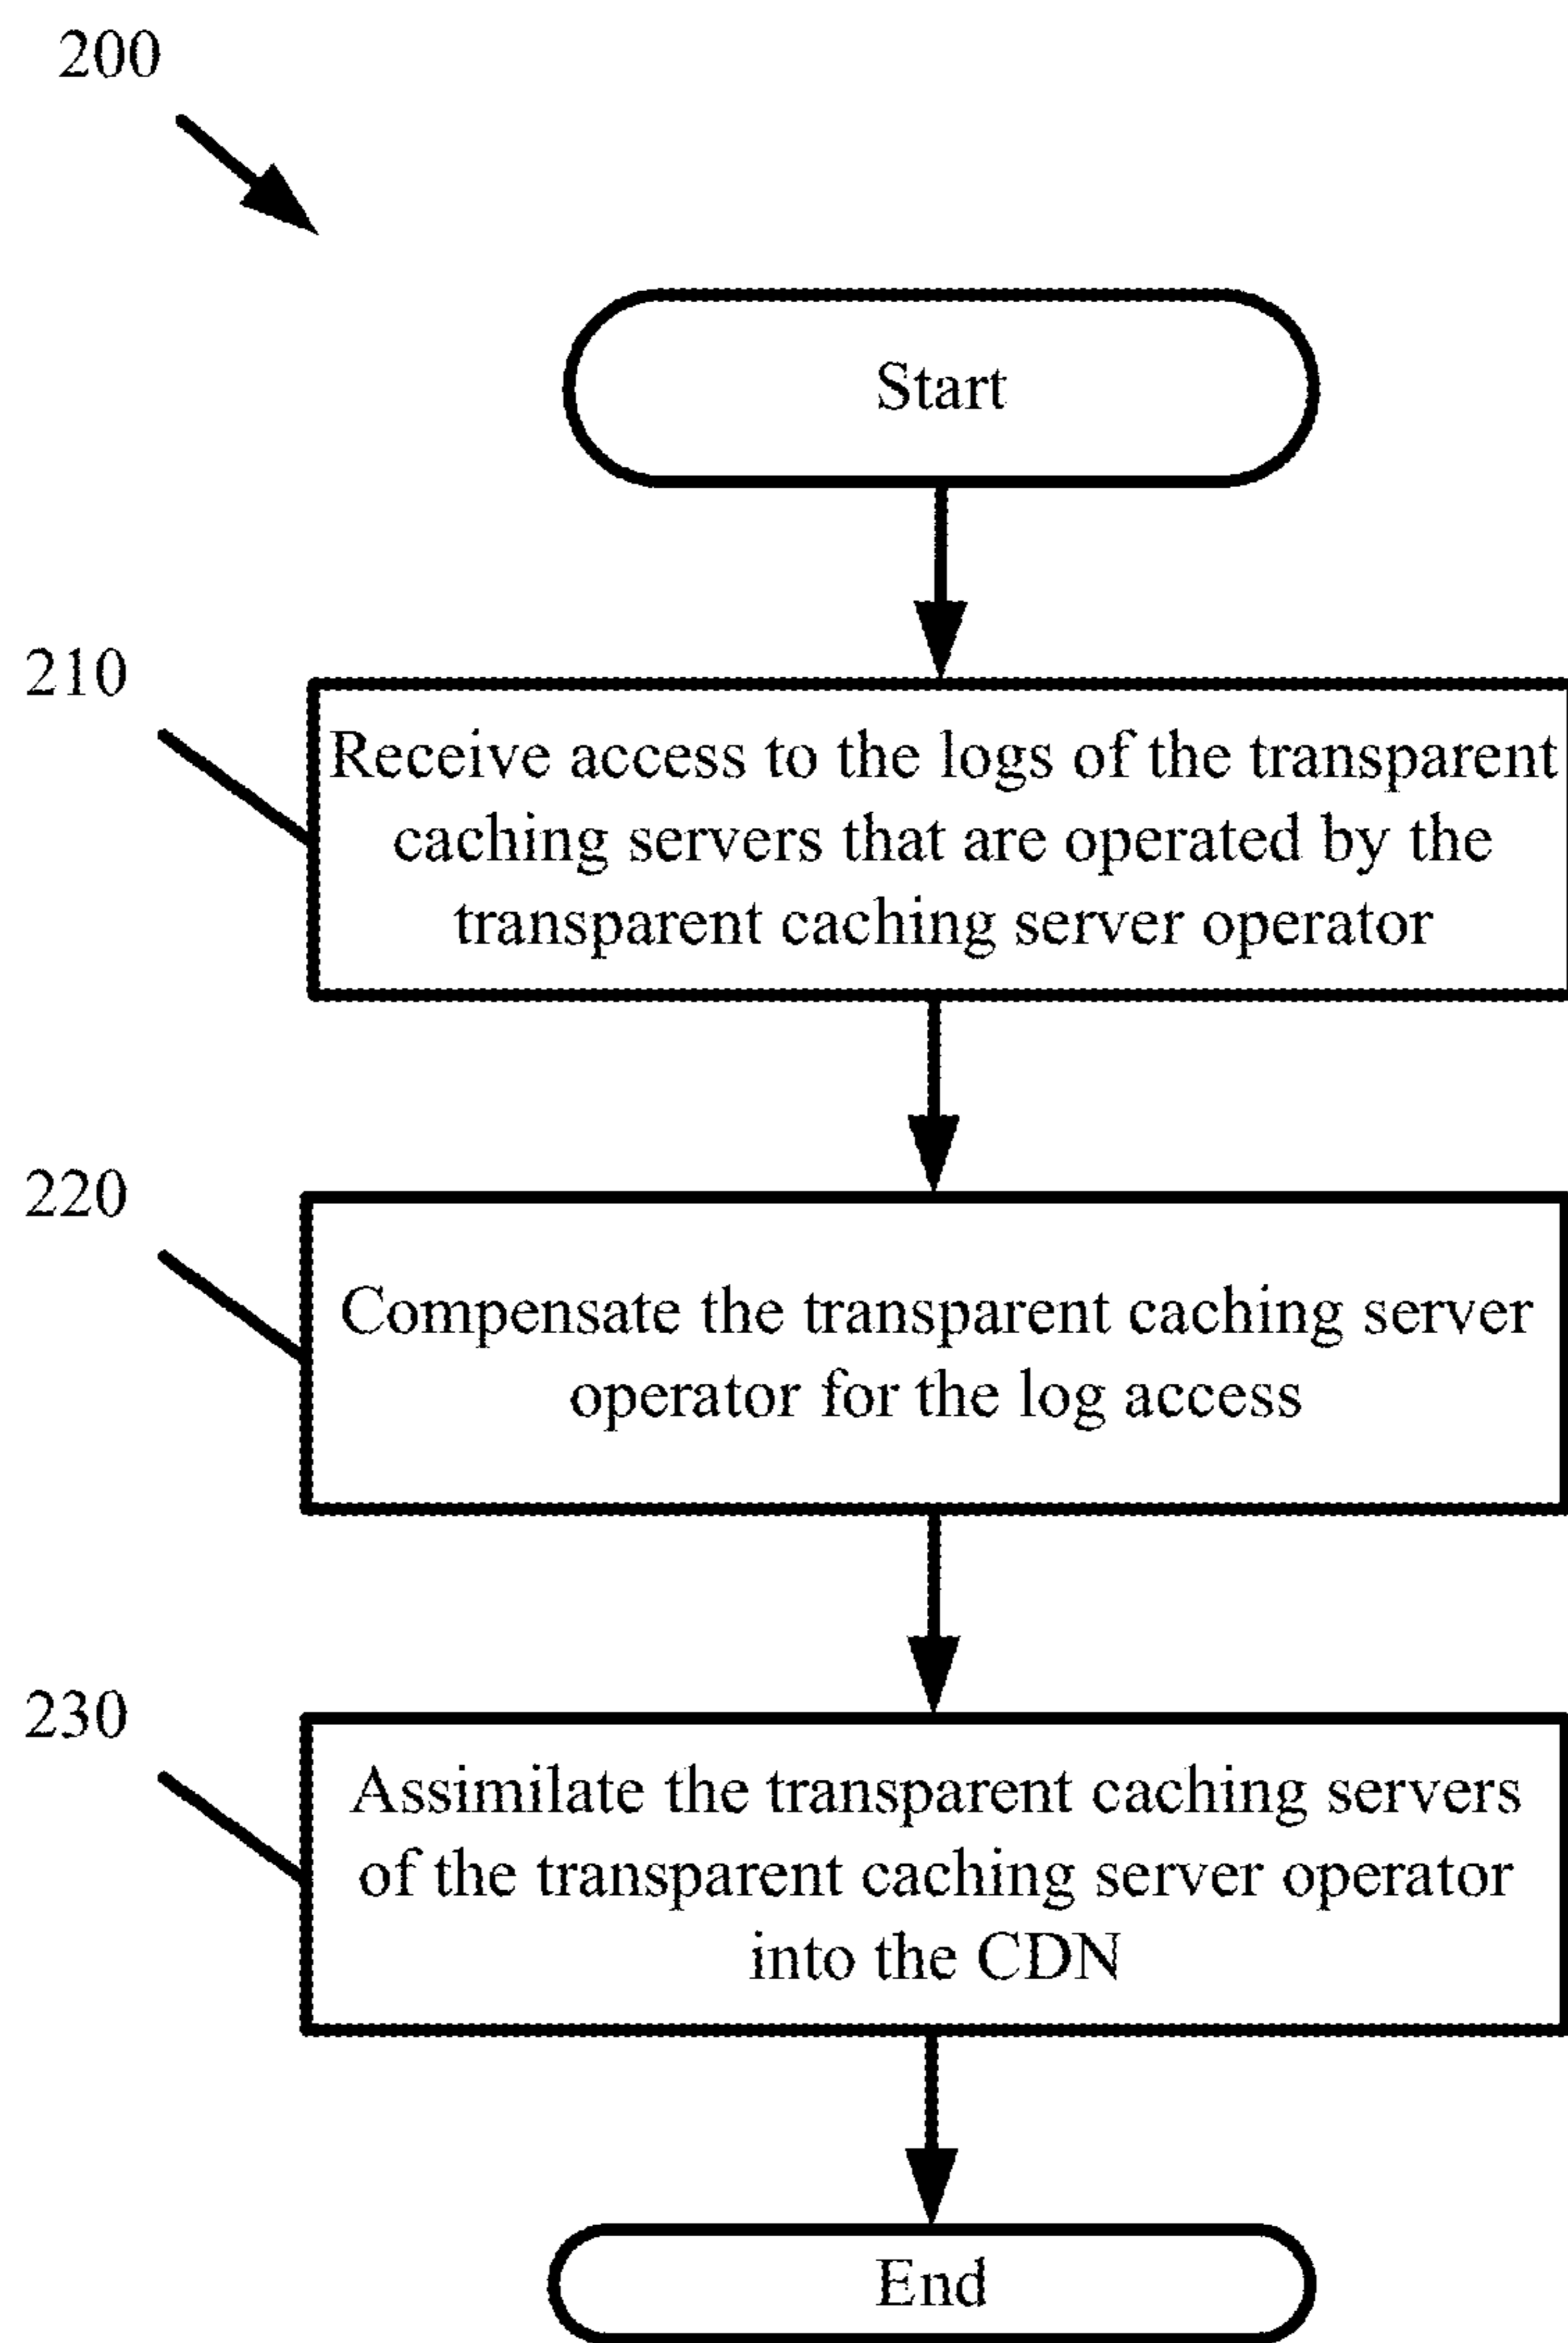 200
Start
210
Receive access to the logs of the transparent
caching servers that are operated by the
transparent caching server operator
220
Compensate the transparent caching server
operator for the log access
230
Assimilate the transparent caching servers
of the transparent caching server operator
into the CDN
End